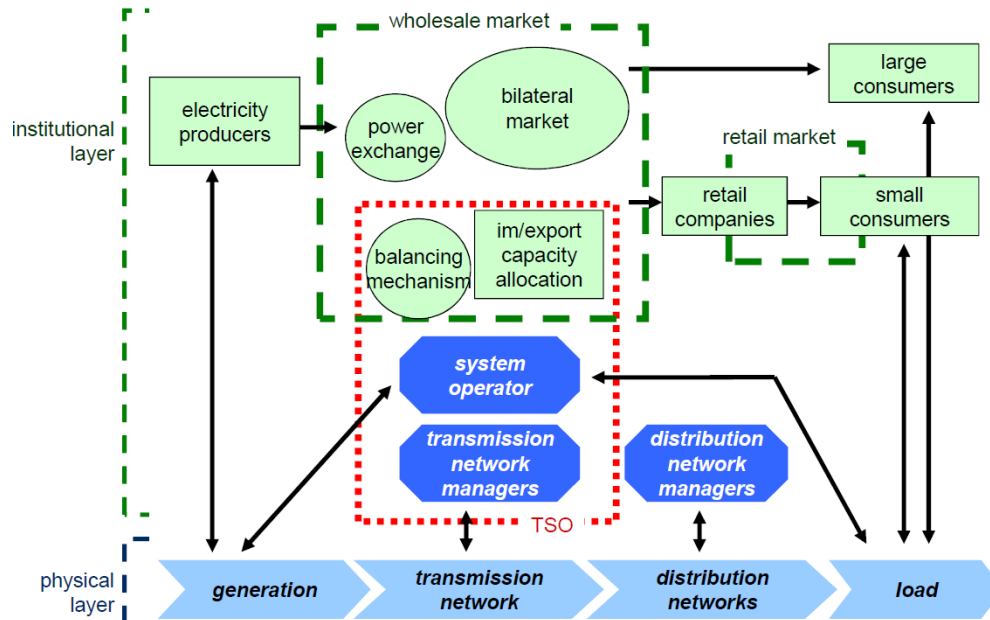 wholesale market
institutional
layer
electricity
producers
power
exchange
bilateral
market
large
consumers
retail market
retail
companies
small
consumers
balancing
mechanism
im/export
capacity
allocation
system
operator
transmission
network
managers
distribution
network
managers
TSO
physical
layer
generation
transmission
network
distribution
networks
load